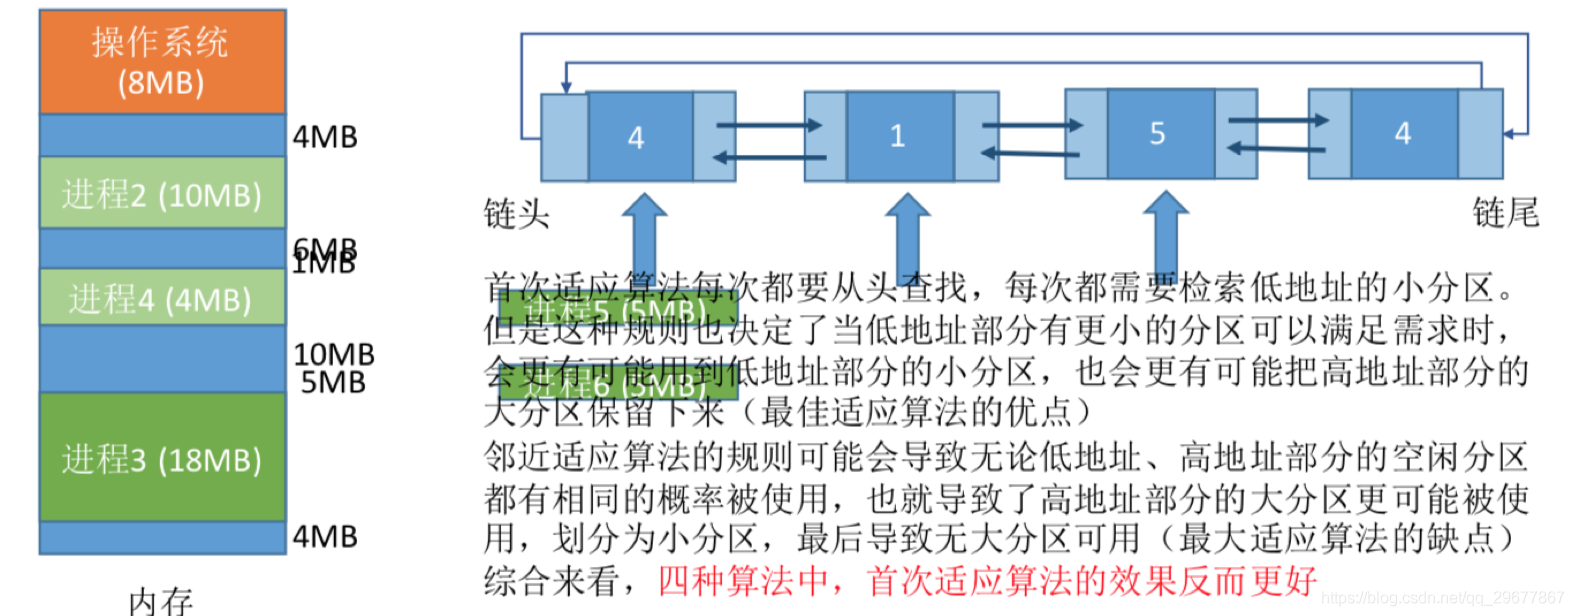 操作系统
(8MB)
4MB
进程2 (10MB)
6MB
1MB
进程4 (4MB)
10MB
5MB
进程3 (18MB)
4MB
内存
4
1
5
4
链头
链尾
进程5 (5MB)
进程6 (5MB)
首次适应算法每次都要从头查找，每次都需要检索低地址的小分区。
但是这种规则也决定了当低地址部分有更小的分区可以满足需求时，
会更有可能用到低地址部分的小分区，也会更有可能把高地址部分的
大分区保留下来（最佳适应算法的优点）
邻近适应算法的规则可能会导致无论低地址、高地址部分的空闲分区
都有相同的概率被使用，也就导致了高地址部分的大分区更可能被使
用，划分为小分区，最后导致无大分区可用（最大适应算法的缺点）
综合来看，四种算法中，首次适应算法的效果反而更好
https://blog.csdn.net/qq_29677867